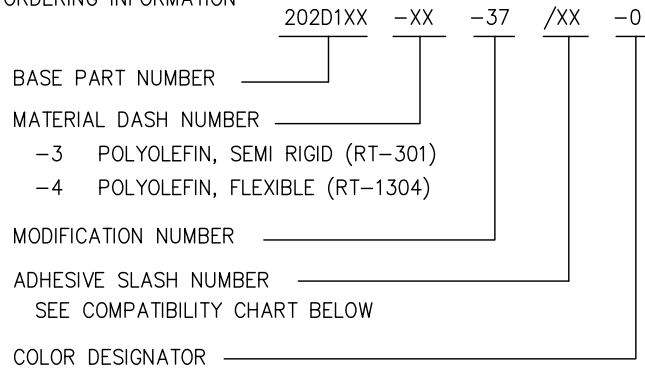 ORDERING INFORMATION
202D1XX -XX -37 /XX -0
BASE PART NUMBER
MATERIAL DASH NUMBER
-3 POLYOLEFIN, SEMI RIGID (RT-301)
-4 POLYOLEFIN, FLEXIBLE (RT-1304)
MODIFICATION NUMBER
ADHESIVE SLASH NUMBER
SEE COMPATIBILITY CHART BELOW
COLOR DESIGNATOR